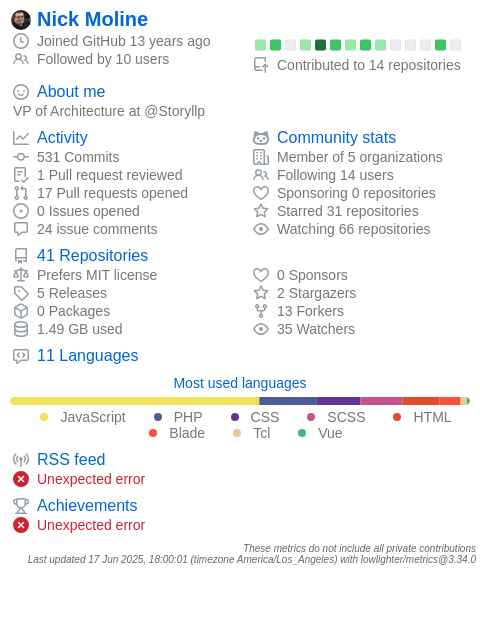 Nick Moline
Joined GitHub 13 years ago
Followed by 10 users
Contributed to 14 repositories
About me
VP of Architecture at @Storyllp
Activity
531 Commits
1 Pull request reviewed
17 Pull requests opened
0 Issues opened
24 issue comments
Community stats
Member of 5 organizations
Following 14 users
Sponsoring 0 repositories
Starred 31 repositories
Watching 66 repositories
41 Repositories
Prefers MIT license
5 Releases
0 Packages
1.49 GB used
0 Sponsors
2 Stargazers
13 Forkers
35 Watchers
11 Languages
Most used languages
JavaScript PHP CSS SCSS HTML
Blade Tcl Vue
RSS feed
Unexpected error
Achievements
Unexpected error
These metrics do not include all private contributions
Last updated 17 Jun 2025, 18:00:01 (timezone America/Los_Angeles) with lowlighter/metrics@3.34.0